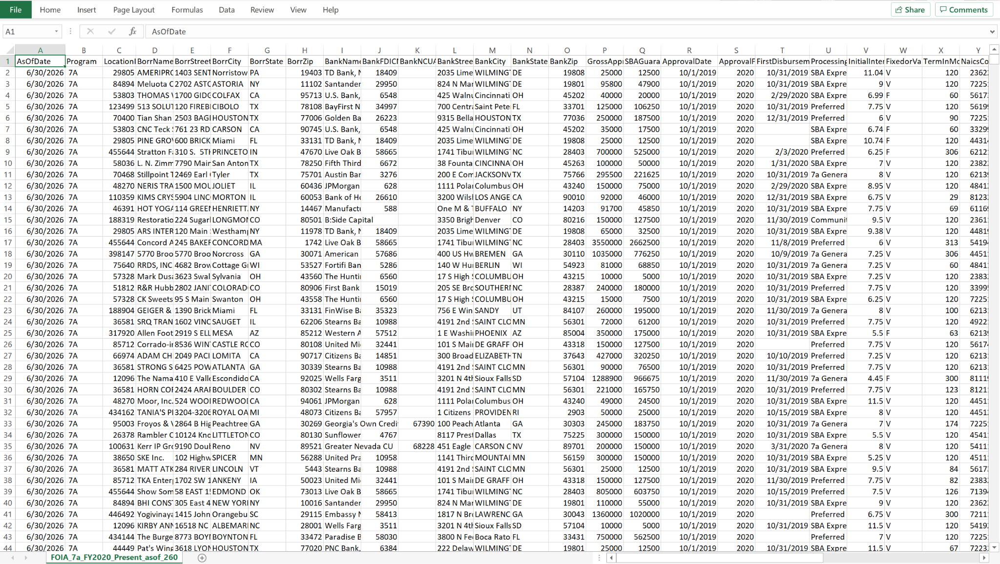 File Home Insert Page Layout Formulas Data Review View Help Share Comments
A1 fx AsOfDate
A B C D E F G H I J K L M N O P Q R S T U V W X Y
1 AsOfDate Program LocationI BorrName BorrStreet BorrCity BorrState BorrZip BankName BankFDICN BankNCUA BankStree BankCity BankState BankZip GrossAppr SBAGuara ApprovalDate ApprovalF FirstDisbursem Processing InitialInter FixedorVa TermInMo NaicsCo
2 6/30/2026 7A 29805 AMERIPRO 1403 SENT Norristow PA 19403 TD Bank, N 18409 2035 Lime WILMINGT DE 19808 25000 12500 10/1/2019 2020 10/31/2019 SBA Expre 11.04 V 120 2362
3 6/30/2026 7A 84894 Meluota C 2702 ASTO ASTORIA NY 11102 Santander 29950 824 N Mar WILMINGT DE 19801 95800 47900 10/1/2019 2020 10/31/2019 SBA Expre 9 V 120 7225
4 6/30/2026 7A 53803 THOMAS 1700 GIDG COLFAX CA 95713 U.S. Bank, 6548 425 Walnu Cincinnati OH 45202 40000 20000 10/1/2019 2020 2/29/2020 SBA Expre 6.99 F 60 5617
5 6/30/2026 7A 123499 513 SOLUT 120 FIREBI CIBOLO TX 78108 BayFirst N 34997 700 Centra Saint Pete FL 33701 125000 106250 10/1/2019 2020 10/31/2019 Preferred 7.75 V 120 5619
6 6/30/2026 7A 70400 Tian Shan 2503 BAGI HOUSTON TX 77006 Golden Ba 26223 9315 Bella HOUSTON TX 77036 250000 187500 10/1/2019 2020 12/31/2019 Preferred 6 V 90 7225
7 6/30/2026 7A 53803 CNC Teck 761 23 RD CARSON CA 90745 U.S. Bank, 6548 425 Walnu Cincinnati OH 45202 35000 17500 10/1/2019 2020 SBA Expre 6.74 F 60 3329
8 6/30/2026 7A 29805 PINE GROV 600 BRICK Miami FL 33131 TD Bank, N 18409 2035 Lime WILMINGT DE 19808 25000 12500 10/1/2019 2020 SBA Expre 10.74 F 120 4431
9 6/30/2026 7A 455644 Stratton Fa 310 S. 5TH PRINCETO IN 47670 Live Oak B 58665 1741 Tibur WILMINGT NC 28403 700000 525000 10/1/2019 2020 2/3/2020 Preferred 6.25 F 306 6212
10 6/30/2026 7A 58036 L. N. Zimm 7790 Main San Anton TX 78250 Fifth Third 6672 38 Founta CINCINNA OH 45263 100000 50000 10/1/2019 2020 1/31/2020 SBA Expre 7 V 120 2382
11 6/30/2026 7A 70468 Stillpoint T 2469 Earl Tyler TX 75701 Austin Ban 3276 200 E Com JACKSONV TX 75766 295500 221625 10/1/2019 2020 10/31/2019 7a Genera 8 V 120 6213
12 6/30/2026 7A 48270 NERIS TRA 1500 MOU JOLIET IL 60436 JPMorgan 628 1111 Polar Columbus OH 43240 150000 75000 10/1/2019 2020 2/29/2020 SBA Expre 8.95 V 120 4841
13 6/30/2026 7A 110359 KIMS CRYS 5904 LINC MORTON IL 60053 Bank of Ho 26610 3200 Wilsh LOS ANGE CA 90010 92000 46000 10/1/2019 2020 12/31/2019 SBA Expre 6.75 V 29 8123
14 6/30/2026 7A 46391 HOT YOGA 114 GREEN HENRIETT NY 14467 Manufactu 588 One M & T BUFFALO NY 14203 91700 45850 10/1/2019 2020 10/31/2019 SBA Expre 7.75 V 69 6116
15 6/30/2026 7A 188319 Restoratio 224 Sugarl LONGMON CO 80501 B:Side Capital 3350 Brigh Denver CO 80216 150000 127500 10/1/2019 2020 11/30/2019 Communit 9.5 V 120 2361
16 6/30/2026 7A 29805 ARS INTER 120 Main Westhamp NY 11978 TD Bank, N 18409 2035 Lime WILMINGT DE 19808 65000 32500 10/1/2019 2020 10/31/2019 SBA Expre 9.38 V 120 4481
17 6/30/2026 7A 455644 Concord A 245 BAKER CONCORD MA 1742 Live Oak B 58665 1741 Tibur WILMINGT NC 28403 3550000 2662500 10/1/2019 2020 11/8/2019 Preferred 6 V 313 5419
18 6/30/2026 7A 398147 5770 Broo 5770 Broo Norcross GA 30071 American 57686 400 US Hw BREMEN GA 30110 1035000 776250 10/1/2019 2020 10/9/2019 7a Genera 7.25 V 306 4451
19 6/30/2026 7A 75640 RRDS, INC 4682 Brow Cottage G WI 53527 Fortifi Ban 5286 140 W Hu BERLIN WI 54923 81000 68850 10/1/2019 2020 10/31/2019 7a Genera 7.25 V 60 4841
20 6/30/2026 7A 57328 Mark Dusa 3623 Swal Sylvania OH 43560 The Hunti 6560 17 S High COLUMBU OH 43215 10000 5000 10/1/2019 2020 10/31/2019 SBA Expre 7.25 V 120 2383
21 6/30/2026 7A 51812 R&R Hubb 2802 JANI COLORAD CO 80906 First Bank 15019 205 SE Bro SOUTHERN NC 28387 240000 180000 10/1/2019 2020 10/31/2019 Preferred 7.75 V 120 3399
22 6/30/2026 7A 57328 CK Sweets 95 S Main Swanton OH 43558 The Hunti 6560 17 S High COLUMBU OH 43215 15000 7500 10/1/2019 2020 10/31/2019 SBA Expre 6.25 V 120 7225
23 6/30/2026 7A 188904 GEIGER & 1390 Brick Miami FL 33131 FinWise Ba 35323 756 E Win SANDY UT 84107 260000 195000 10/1/2019 2020 11/30/2019 7a Genera 8 V 100 6213
24 6/30/2026 7A 36581 SRQ TRAN 1602 VINC SAUGET IL 62206 Stearns Ba 10988 4191 2nd SAINT CLO MN 56301 72000 61200 10/1/2019 2020 10/31/2019 Preferred 7.75 V 120 4922
25 6/30/2026 7A 317920 Allen Foot 2919 S ELL MESA AZ 85212 Western A 57512 1 E Washi PHOENIX AZ 85004 350000 175000 10/1/2019 2020 10/31/2019 SBA Expre 5.5 F 63 6213
26 6/30/2026 7A 85712 Corrado-ir 8536 WIN CASTLE RO CO 80108 United Mi 32441 101 S Mai DE GRAFF OH 43318 150000 127500 10/1/2019 2020 Preferred 7.75 V 120 5617
27 6/30/2026 7A 66974 ADAM CH 2049 PACI LOMITA CA 90717 Citizens Ba 14851 300 Broad ELIZABETH TN 37643 427000 320250 10/1/2019 2020 10/10/2019 Preferred 7.25 V 120 6213
28 6/30/2026 7A 36581 STRONG S 6425 POW ATLANTA GA 30339 Stearns Ba 10988 4191 2nd SAINT CLO MN 56301 90000 76500 10/1/2019 2020 10/31/2019 Preferred 7.75 V 120 6213
29 6/30/2026 7A 12096 The Nama 410 E Valle Escondido CA 92025 Wells Farg 3511 3201 N 4th Sioux Falls SD 57104 1288900 966675 10/1/2019 2020 11/30/2019 7a Genera 4.45 F 300 8111
30 6/30/2026 7A 36581 HORN COR 2424 ARAP BOULDER CO 80302 Stearns Ba 10988 4191 2nd SAINT CLO MN 56301 221000 165750 10/1/2019 2020 10/31/2019 Preferred 7.75 V 123 8121
31 6/30/2026 7A 48270 Moor, Inc. 524 WOOD REDWOOD CA 94061 JPMorgan 628 1111 Polar Columbus OH 43240 49000 24500 10/1/2019 2020 10/31/2019 SBA Expre 11.5 V 120 4451
32 6/30/2026 7A 434162 TANIA'S PI 3204-3206 ROYAL OA MI 48073 Citizens Ba 57957 1 Citizens PROVIDEN RI 2903 50000 25000 10/1/2019 2020 10/15/2019 SBA Expre 8 V 120 4451
33 6/30/2026 7A 95003 Froyos & 2864 B Hig Peachtree GA 30269 Georgia's Own Credi 67390 100 Peach Atlanta GA 30303 245000 183750 10/1/2019 2020 10/31/2019 7a Genera 7 V 174 7225
34 6/30/2026 7A 26378 Rambler C 10124 Kno LITTLETON CO 80130 Sunflower 4767 8117 Prest Dallas TX 75225 300000 150000 10/1/2019 2020 10/31/2019 SBA Expre 5.5 V 120 4541
35 6/30/2026 7A 100631 Kerr IP Gro 9190 Doubl Reno NV 89521 Greater Nevada CU 68228 451 Eagle CARSON C NV 89701 200000 150000 10/1/2019 2020 3/31/2020 7a Genera 8 V 120 5411
36 6/30/2026 7A 38650 SKE Inc. 102 Highw SPICER MN 56288 United Pra 10958 1141 Third MOUNTAI MN 56159 300000 150000 10/1/2019 2020 10/31/2019 SBA Expre 5.25 V 120 4511
37 6/30/2026 7A 36581 MATT ATK 284 RIVER LINCOLN VT 5443 Stearns Ba 10988 4191 2nd SAINT CLO MN 56301 25000 12500 10/1/2019 2020 10/31/2019 SBA Expre 9.5 V 84 5617
38 6/30/2026 7A 85712 TKA Enterp 1702 SW 1 ANKENY IA 50023 United Mi 32441 101 S Mai DE GRAFF OH 43318 150000 127500 10/1/2019 2020 11/30/2019 Preferred 7.75 V 82 2383
39 6/30/2026 7A 455644 Show Som 58 EAST 15 EDMOND OK 73013 Live Oak B 58665 1741 Tibur WILMINGT NC 28403 805000 603750 10/1/2019 2020 10/15/2019 Preferred 7.5 V 126 7139
40 6/30/2026 7A 84894 BHI CONST 305 East 4 NEW YORK NY 10016 Santander 29950 824 N Mar WILMINGT DE 19801 110000 55000 10/1/2019 2020 10/31/2019 SBA Expre 9 V 120 2362
41 6/30/2026 7A 446492 Yogivinaya 1415 John Orangebu SC 29115 Embassy N 58413 1817 N Bro LAWRENC GA 30043 1360000 1020000 10/1/2019 2020 Preferred 6.75 V 300 7211
42 6/30/2026 7A 12096 KIRBY ANN 16518 NC ALBEMARL NC 28001 Wells Farg 3511 3201 N 4th Sioux Falls SD 57104 10000 5000 10/1/2019 2020 10/31/2019 SBA Expre 11.5 V 120 5419
43 6/30/2026 7A 434144 The Burge 8773 BOYN BOYNTON FL 33472 Paradise B 58030 3800 N Fe Boca Rato FL 33431 750000 562500 10/1/2019 2020 Preferred 7 V 120 7225
44 6/30/2026 7A 44449 Pat's Wing 3618 LYON HOUSTON TX 77020 PNC Bank, 6384 222 Delaw WILMINGT DE 19801 25000 12500 10/1/2019 2020 10/31/2019 SBA Expre 11.5 V 67 7223
FOIA_7a_FY2020_Present_asof_260